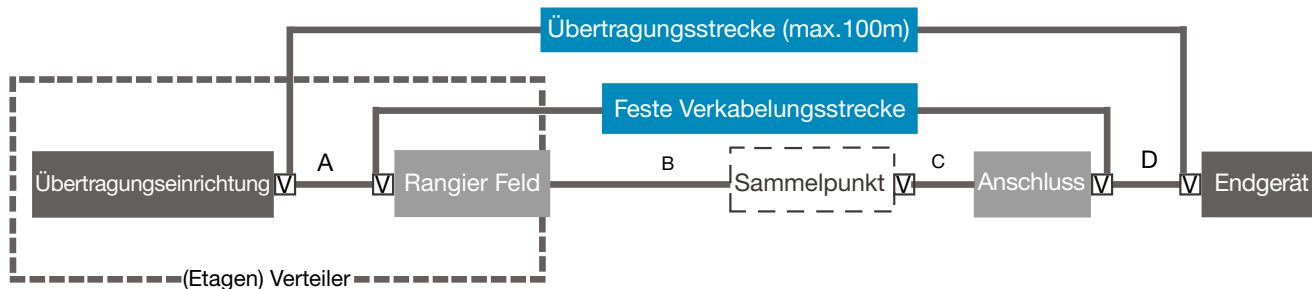 Übertragungsstrecke (max.100m)
Feste Verkabelungsstrecke
A
B
C
D
Übertragungseinrichtung
V
V
Rangier Feld
Sammelpunkt
V
Anschluss
V
V
Endgerät
(Etagen) Verteiler